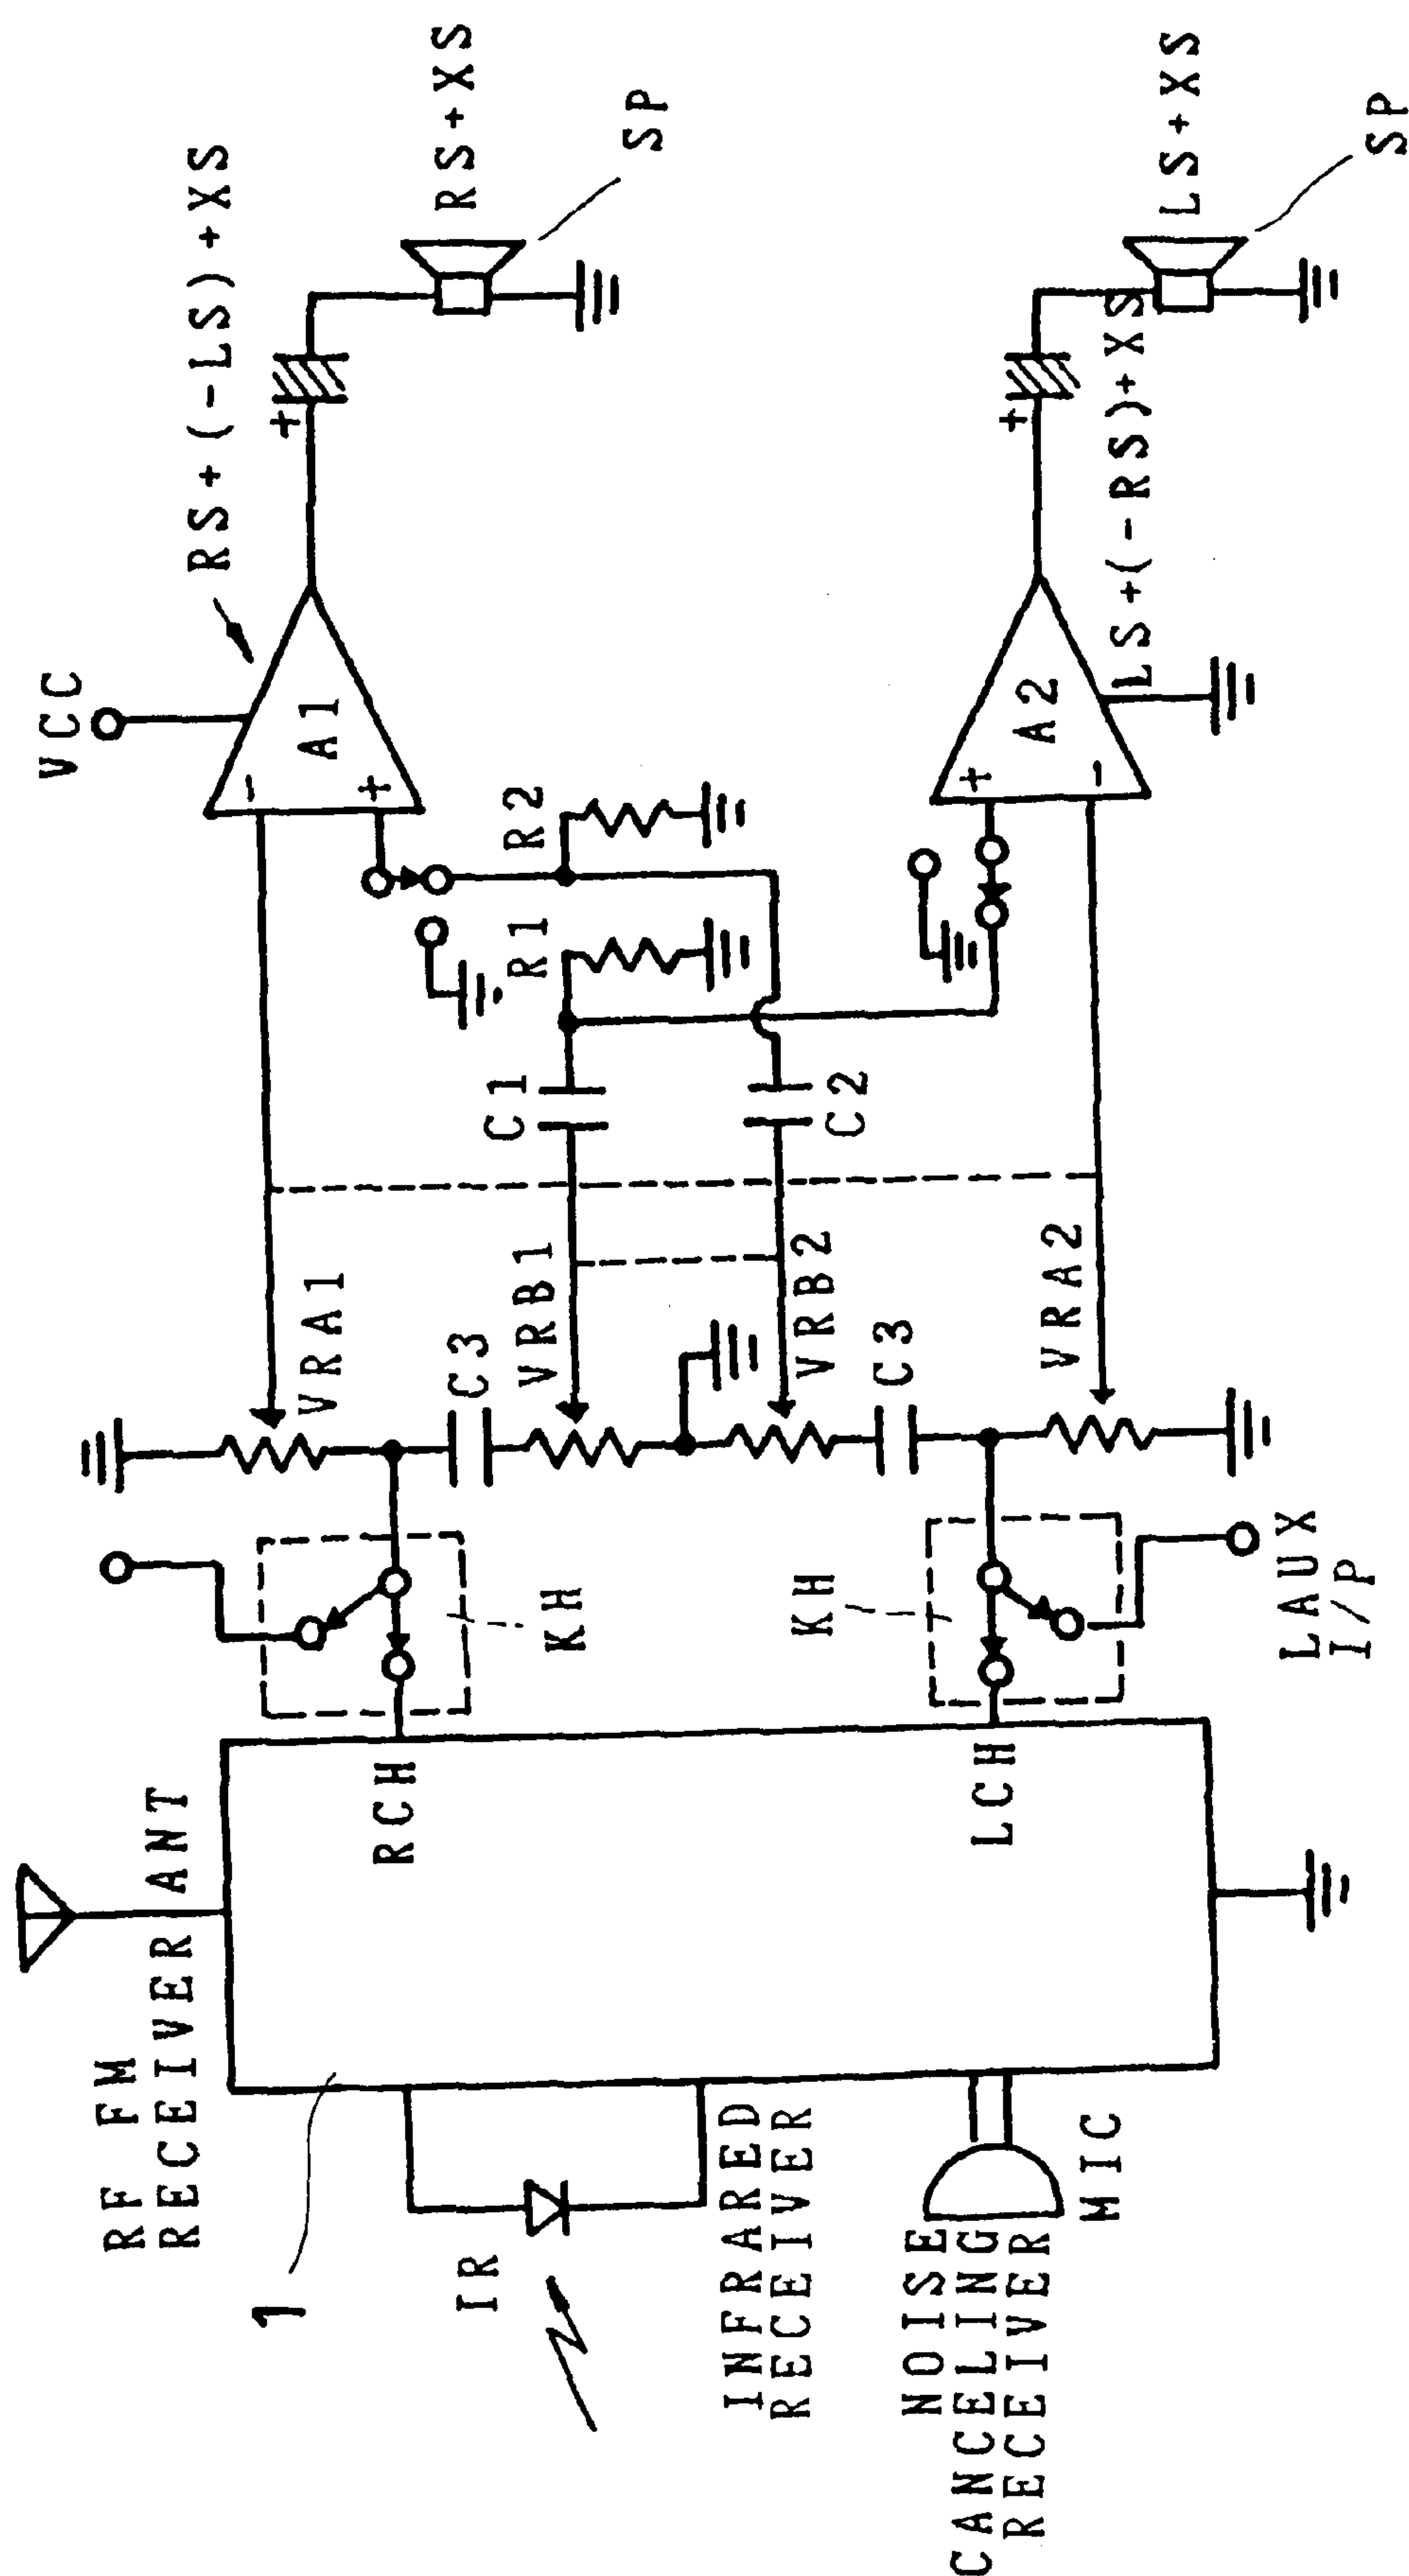 RF FM
RECEIVER ANT
1
IR
INFRARED
RECEIVER
NOISE
CANCELING
RECEIVER
MIC
RCH
LCH
KH
KH
LAUX
I/P
VRA1
C3
VRB1
VRB2
C3
VRA2
C1
C2
R1
R2
VCC
-
+
A1
+
-
A2
RS+(-LS)+XS
LS+(-RS)+XS
+
+
RS+XS
SP
LS+XS
SP